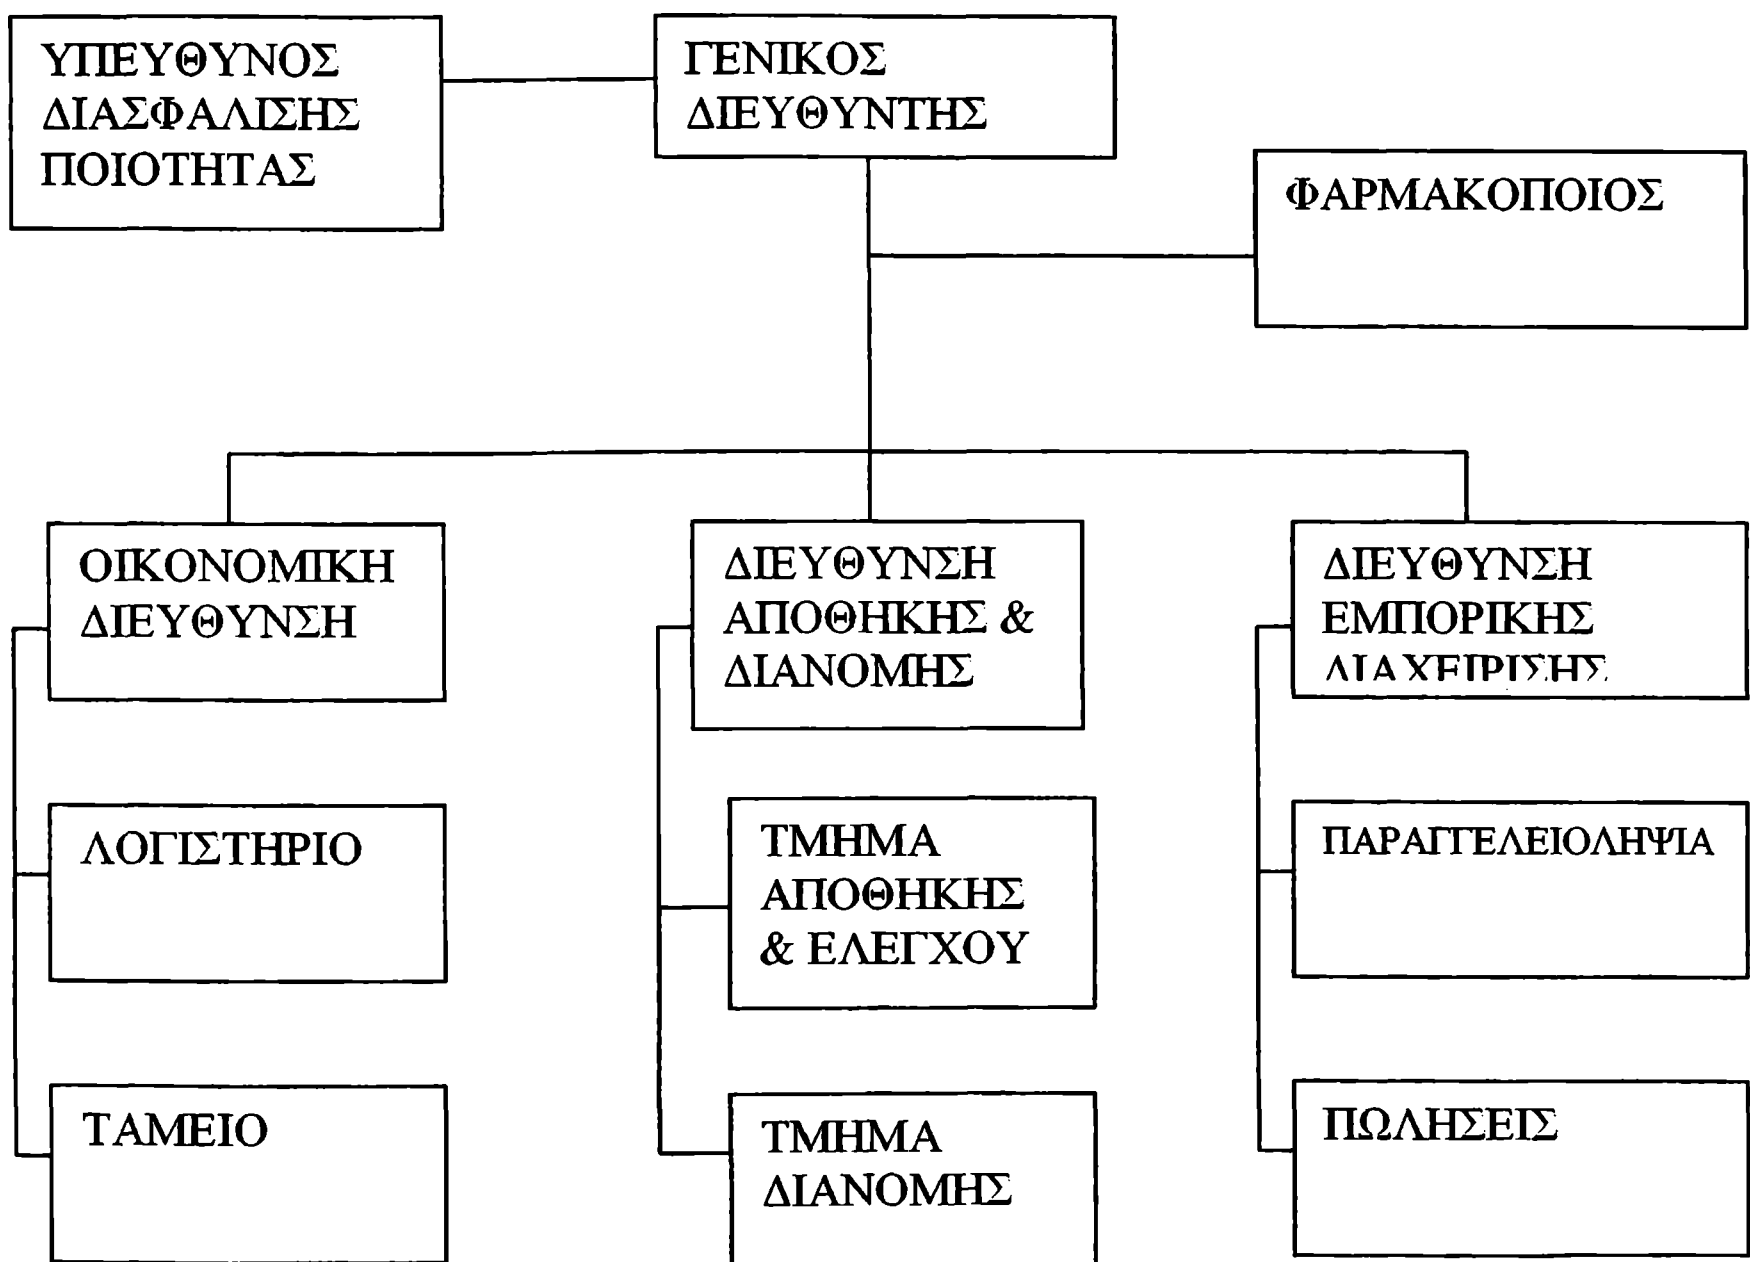 ΥΠΕΥΘΥΝΟΣ
ΔΙΑΣΦΑΛΙΣΗΣ
ΠΟΙΟΤΗΤΑΣ
ΓΕΝΙΚΟΣ
ΔΙΕΥΘΥΝΤΗΣ
ΦΑΡΜΑΚΟΠΟΙΟΣ
ΟΙΚΟΝΟΜΙΚΗ
ΔΙΕΥΘΥΝΣΗ
ΔΙΕΥΘΥΝΣΗ
ΑΠΟΘΗΚΗΣ &
ΔΙΑΝΟΜΗΣ
ΔΙΕΥΘΥΝΣΗ
ΕΜΠΟΡΙΚΗΣ
ΔΙΑΧΕΙΡΙΣΗΣ
ΛΟΓΙΣΤΗΡΙΟ
ΤΜΗΜΑ
ΑΠΟΘΗΚΗΣ
& ΕΛΕΓΧΟΥ
ΠΑΡΑΓΓΕΛΕΙΟΛΗΨΙΑ
ΤΑΜΕΙΟ
ΤΜΗΜΑ
ΔΙΑΝΟΜΗΣ
ΠΩΛΗΣΕΙΣ